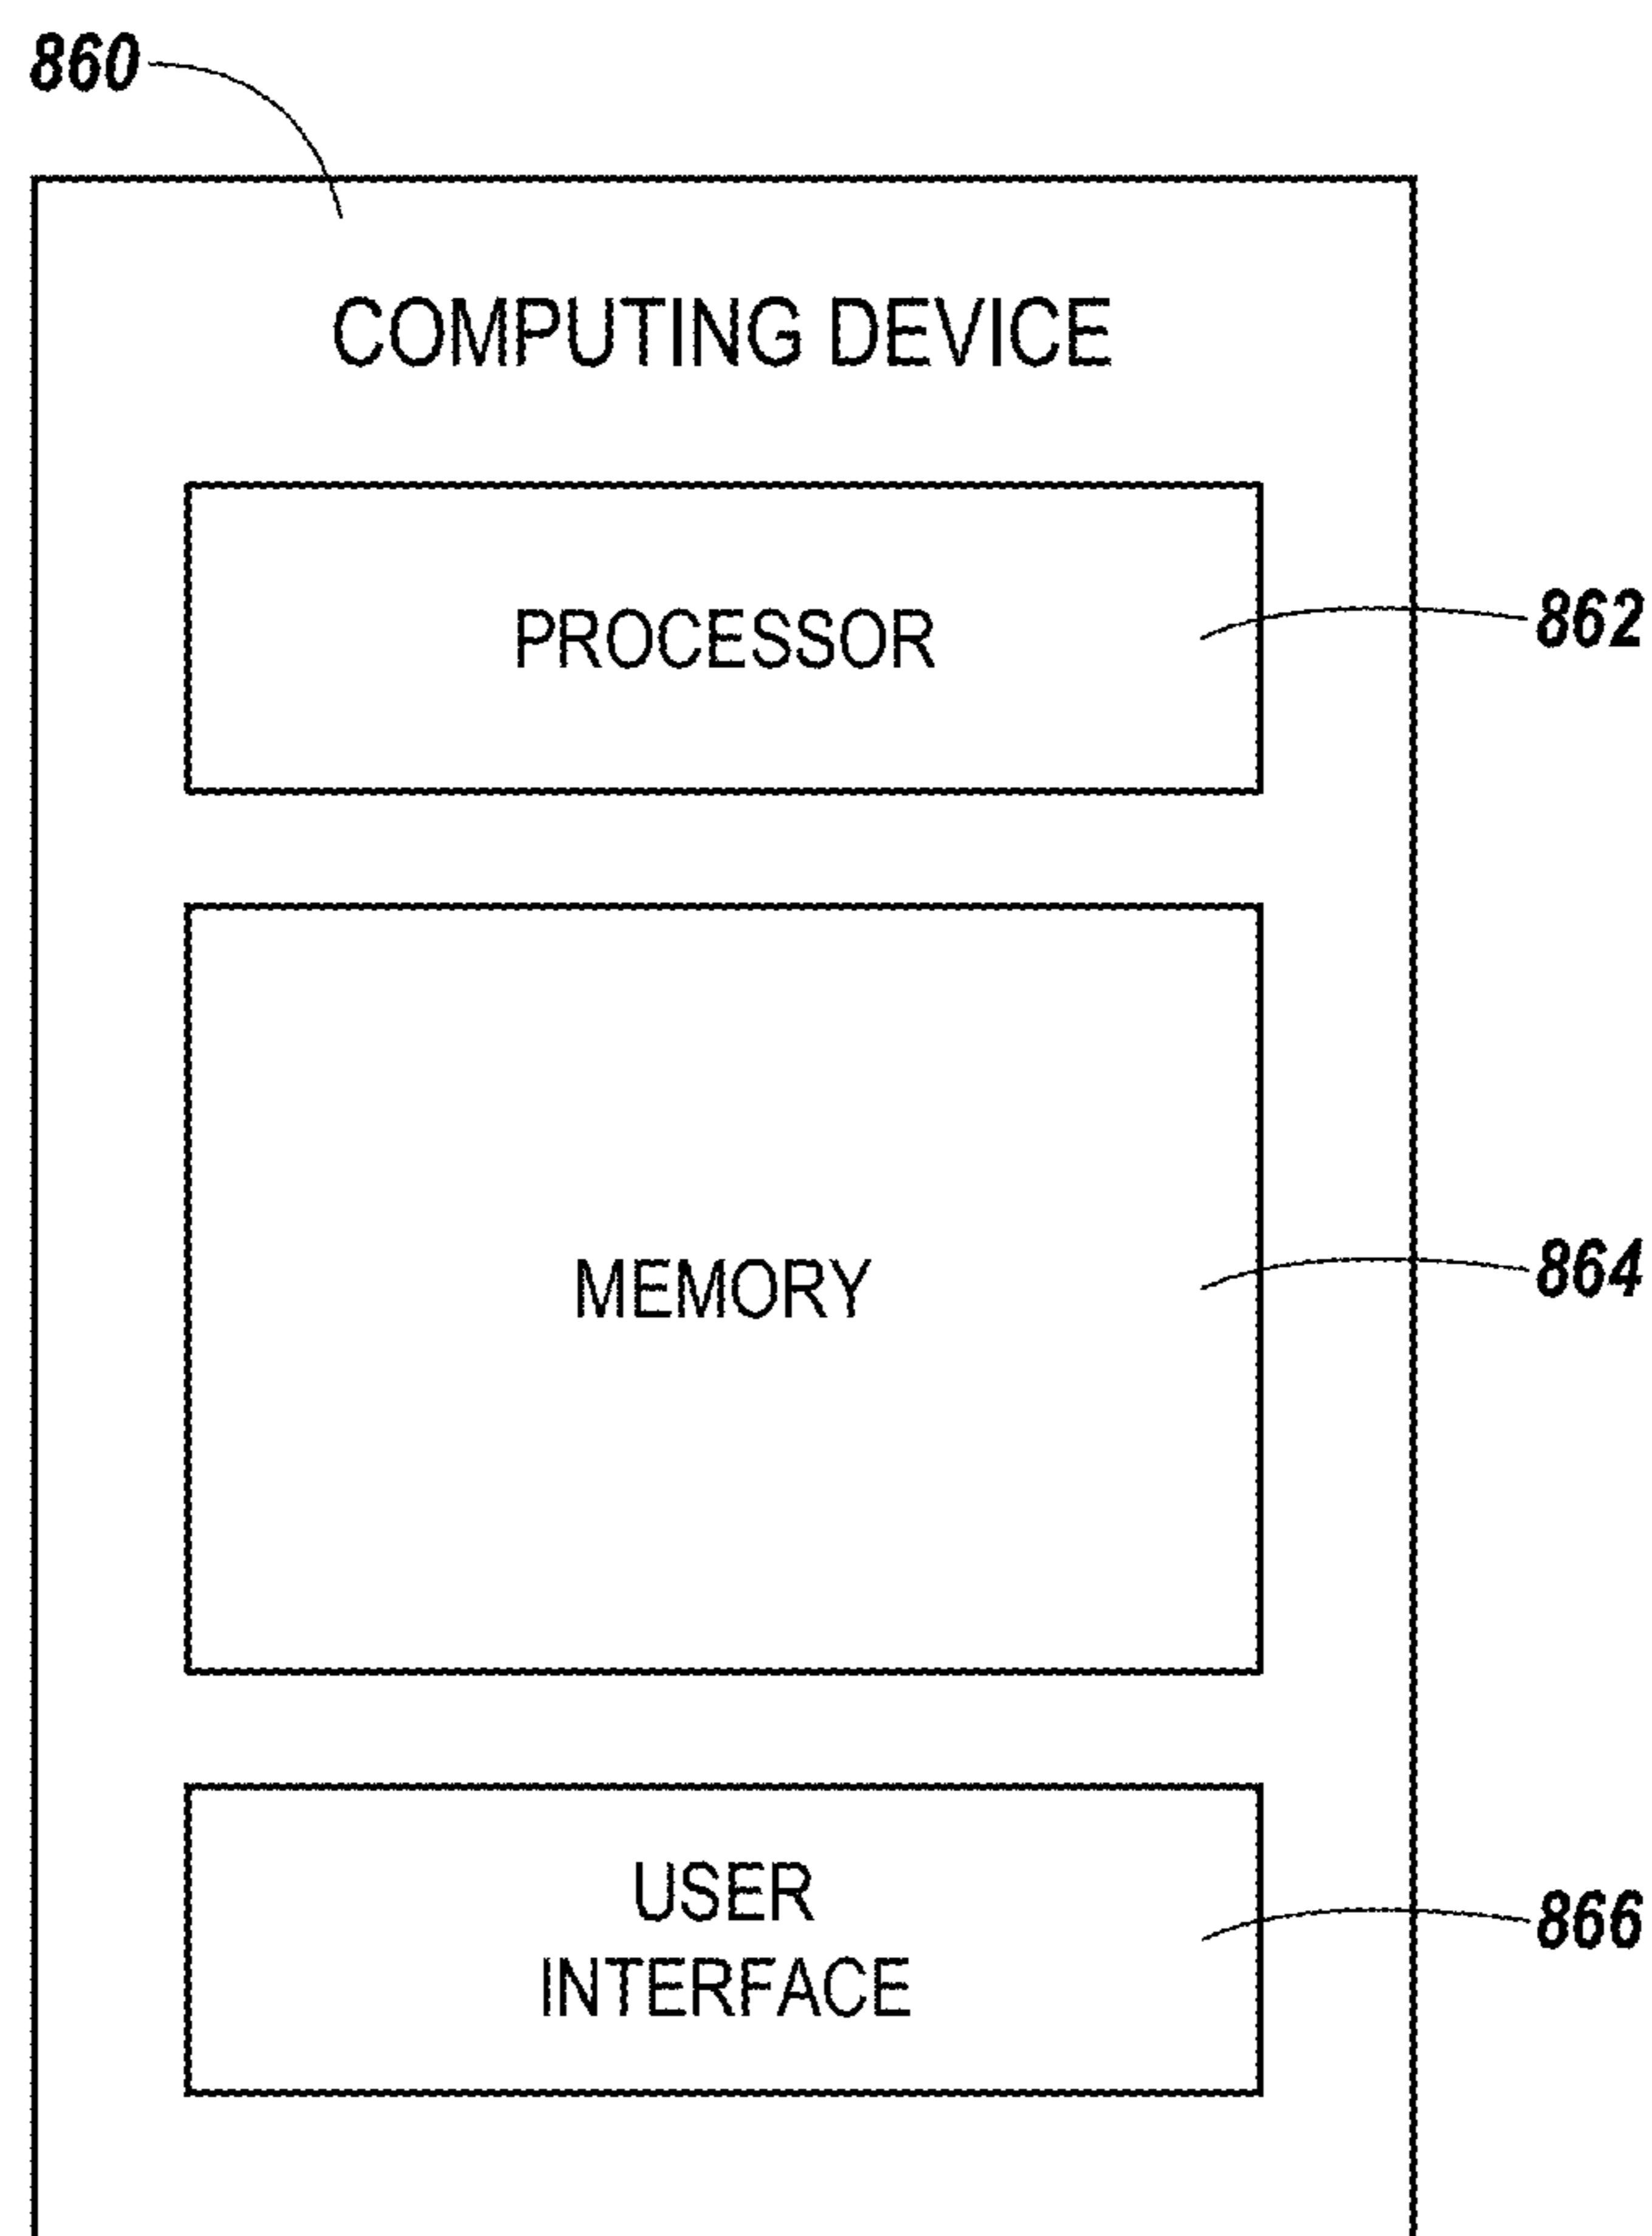 860
COMPUTING DEVICE
PROCESSOR
862
MEMORY
864
USER
INTERFACE
866